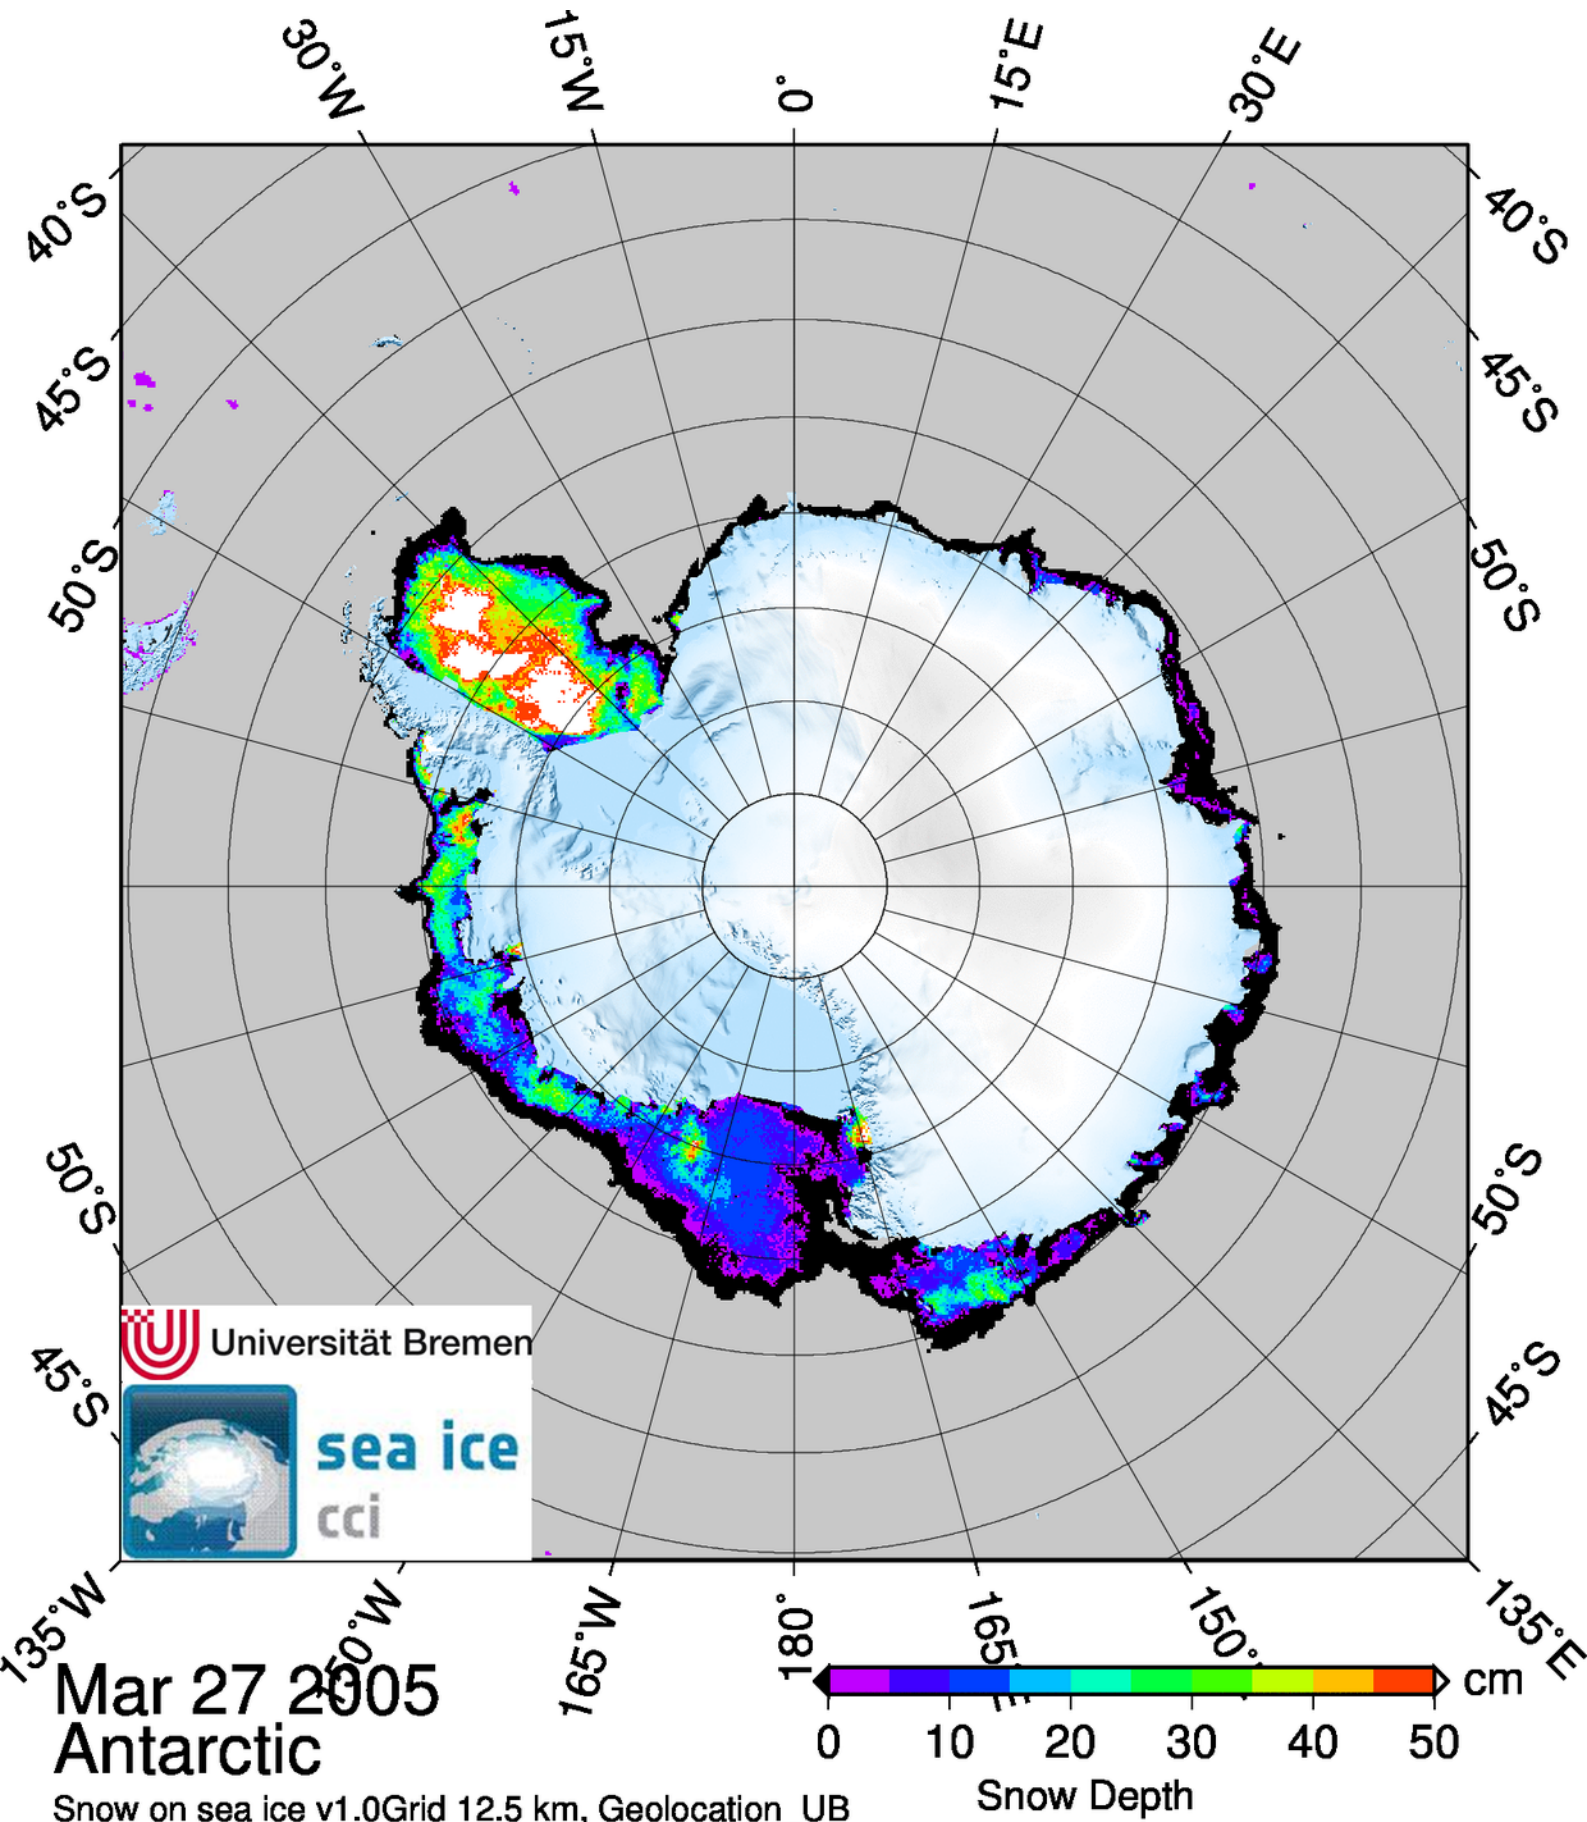 30°W 15°W 0° 15°E 30°E
40°S 40°S
45°S 45°S
50°S 50°S
50°S 50°S
45°S 45°S
Universität Bremen
sea ice
cci
135°W 165°W 180° 165°E 150° 135°E
Mar 27 2005
Antarctic
Snow on sea ice v1.0Grid 12.5 km, Geolocation UB
cm
0 10 20 30 40 50
Snow Depth